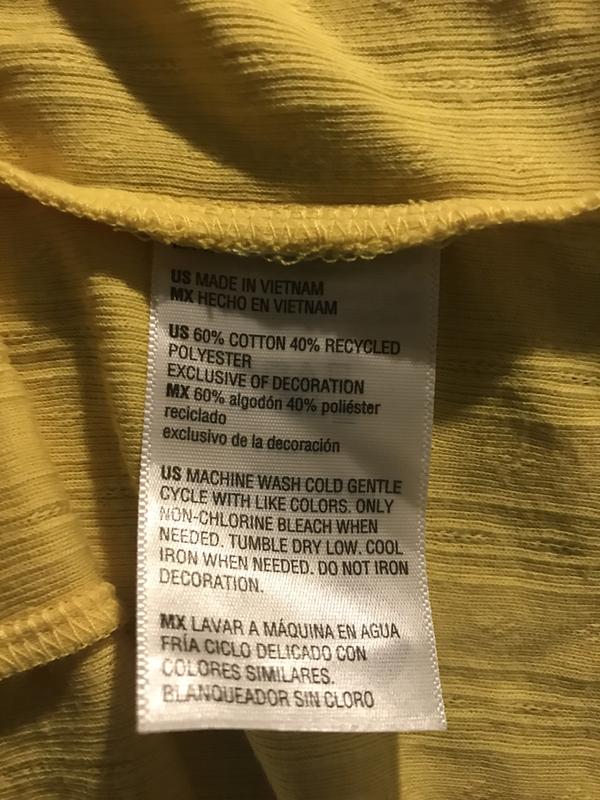 US MADE IN VIETNAM
MX HECHO EN VIETNAM
US 60% COTTON 40% RECYCLED
POLYESTER
EXCLUSIVE OF DECORATION
MX 60% algodón 40% poliéster
reciclado
exclusivo de la decoración
US MACHINE WASH COLD GENTLE
CYCLE WITH LIKE COLORS. ONLY
NON-CHLORINE BLEACH WHEN
NEEDED. TUMBLE DRY LOW. COOL
IRON WHEN NEEDED. DO NOT IRON
DECORATION.
MX LAVAR A MÁQUINA EN AGUA
FRÍA CICLO DELICADO CON
COLORES SIMILARES.
BLANQUEADOR SIN CLORO